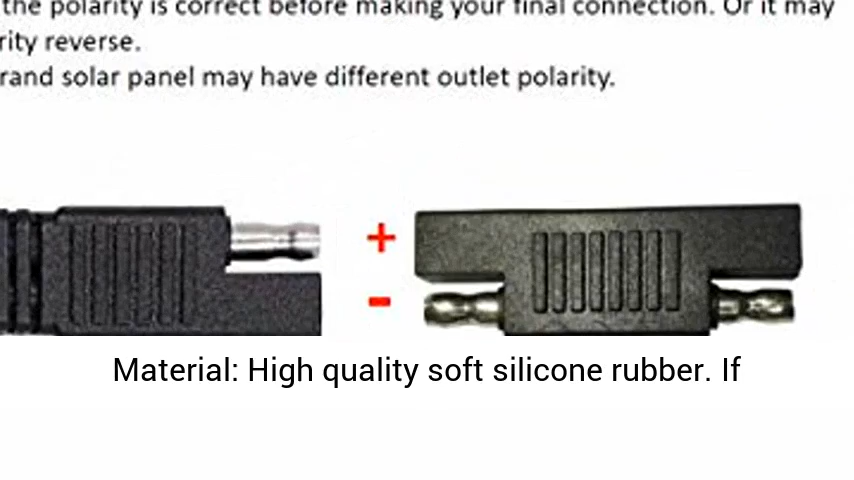 the polarity is correct before making your final connection. Or it may
rity reverse.
rand solar panel may have different outlet polarity.
+
-
Material: High quality soft silicone rubber. If